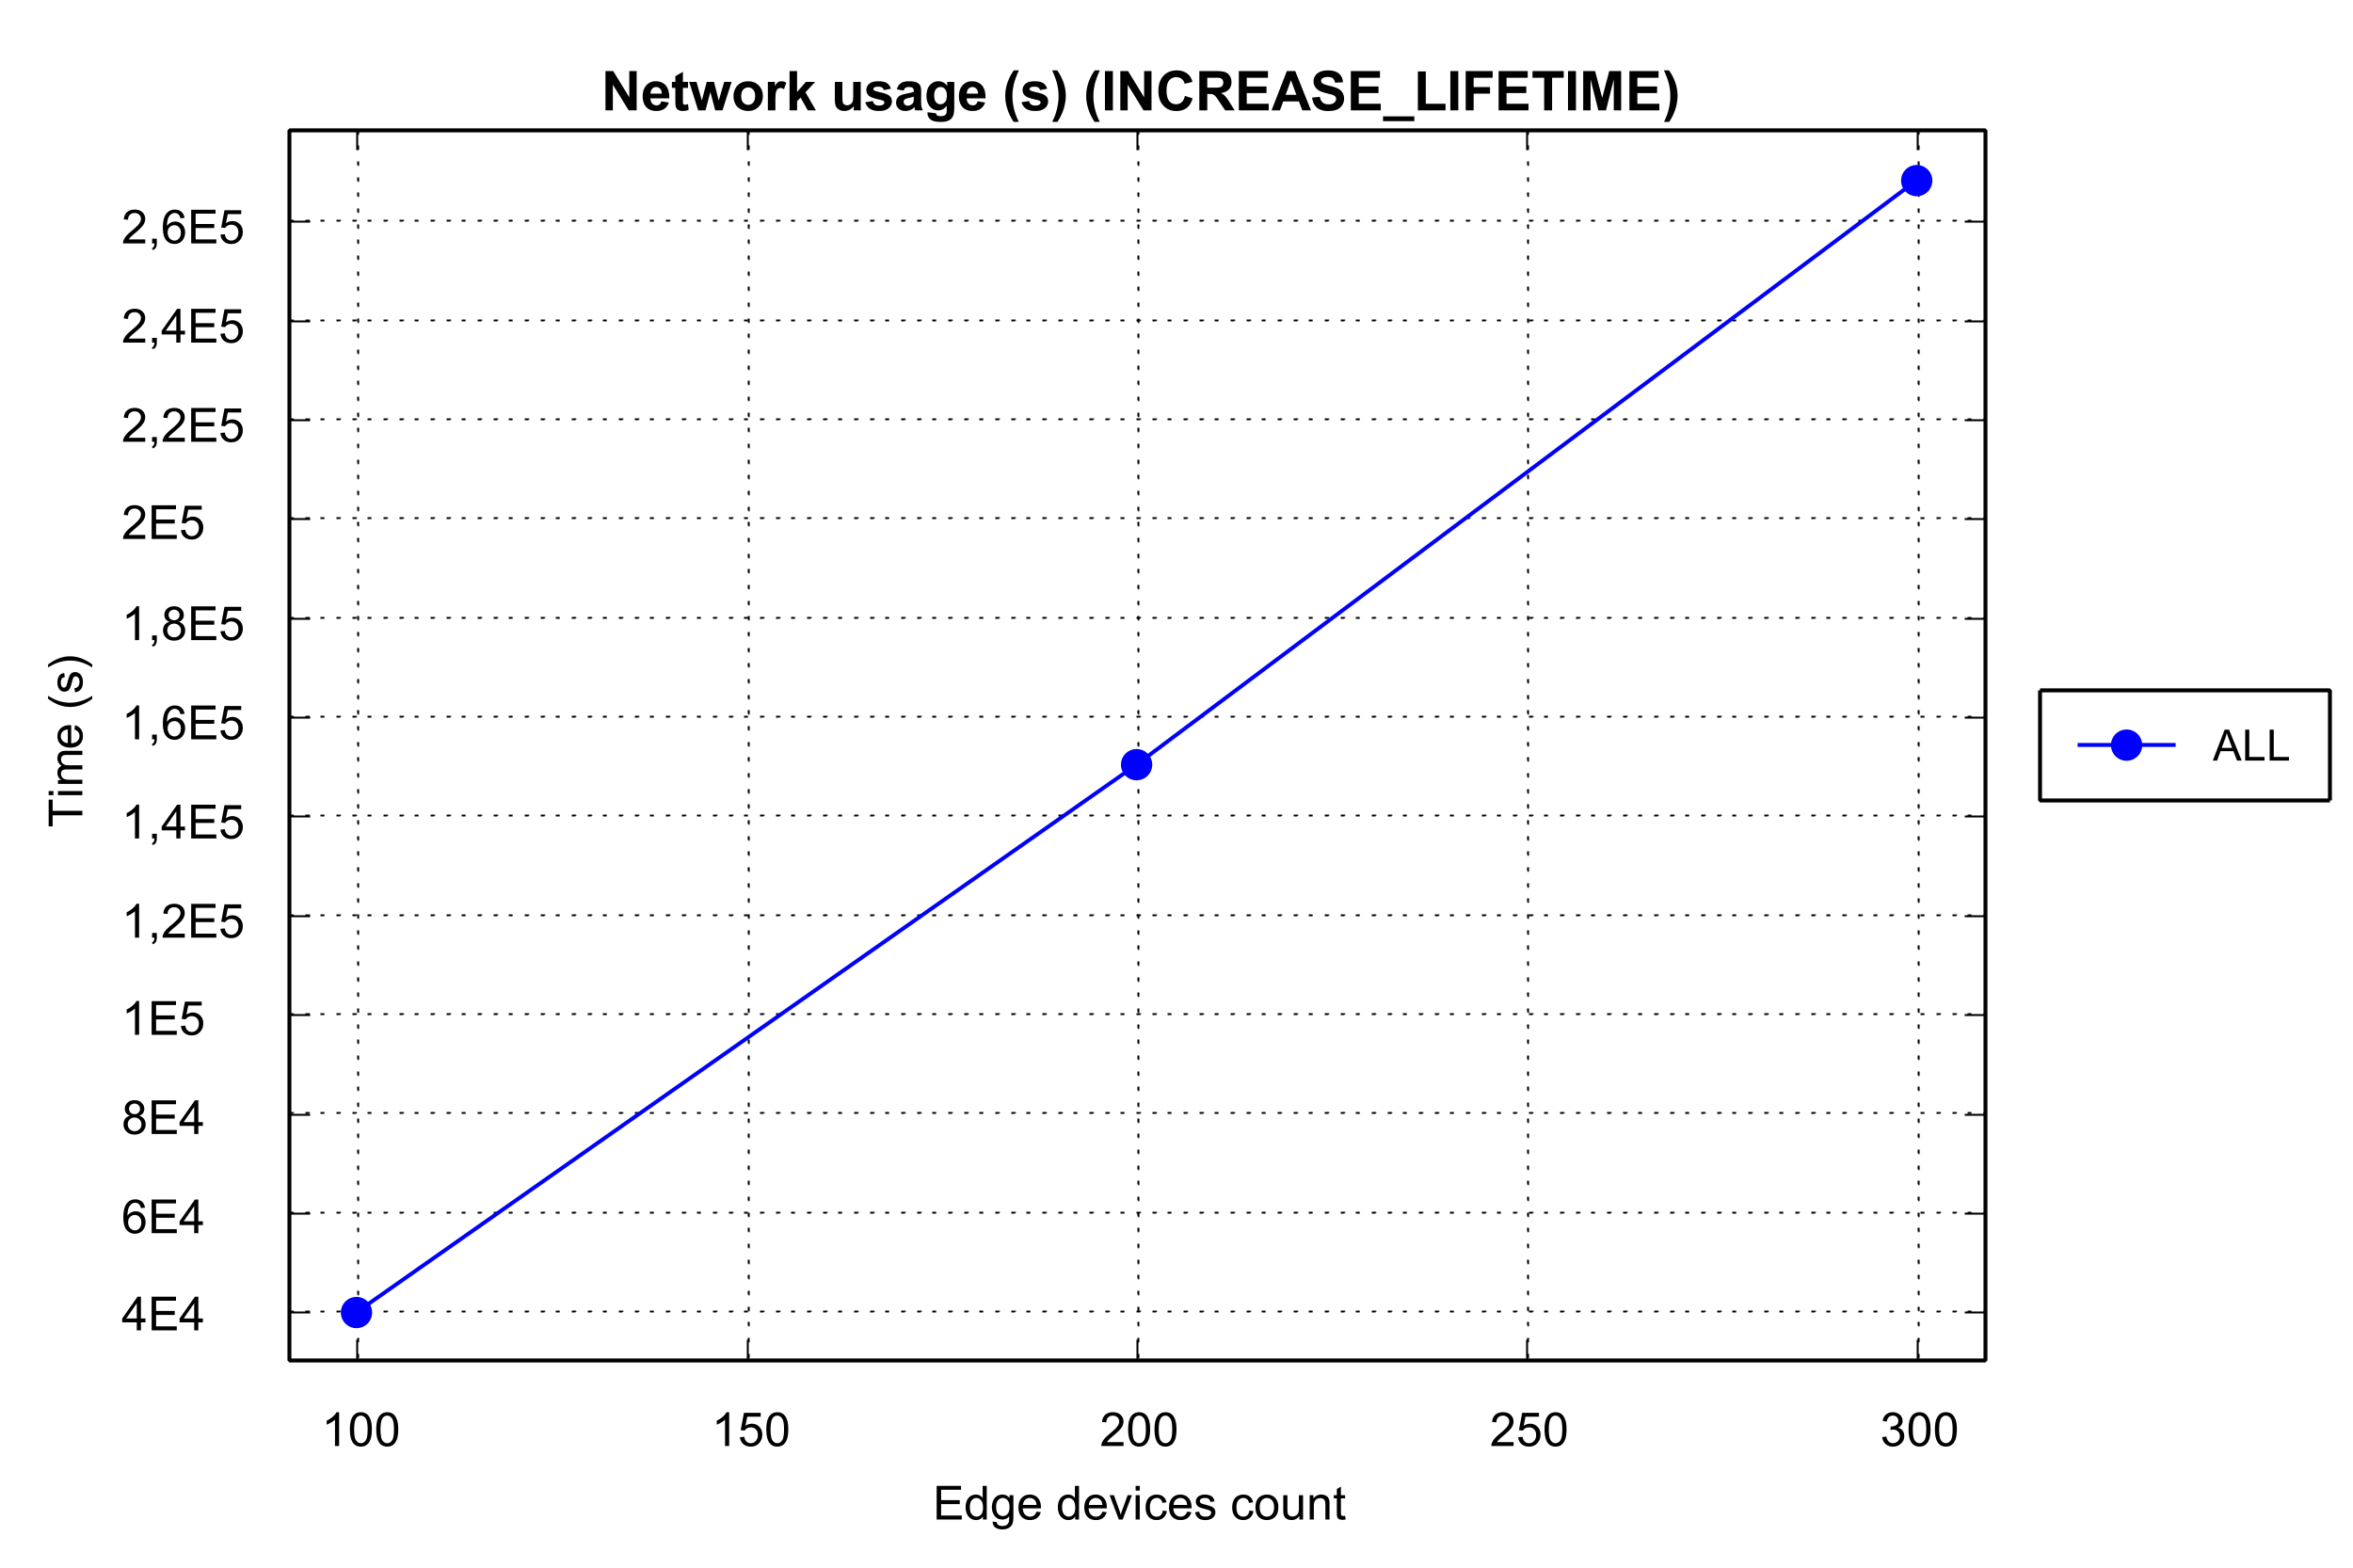 Network usage (s) (INCREASE_LIFETIME)
2,6E5
2,4E5
2,2E5
2E5
1,8E5
1,6E5
1,4E5
1,2E5
1E5
8E4
6E4
4E4
Time (s)
ALL
100 150 200 250 300
Edge devices count